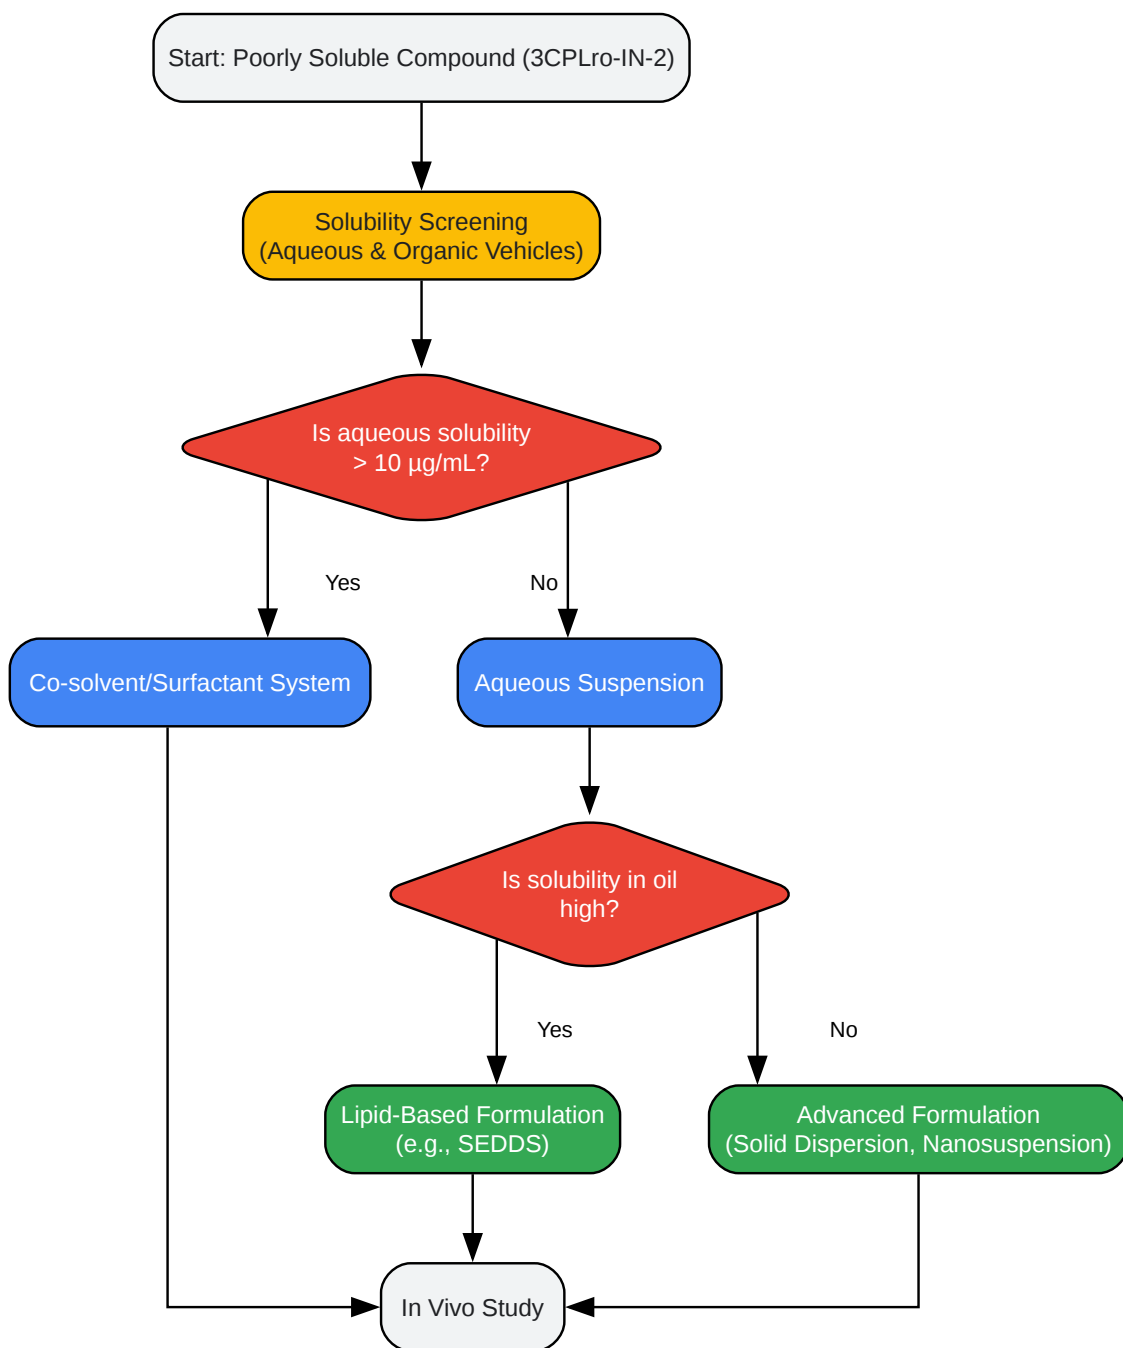 Start: Poorly Soluble Compound (3CPLro-IN-2)
Solubility Screening
(Aqueous & Organic Vehicles)
Is aqueous solubility
> 10 µg/mL?
Yes
No
Co-solvent/Surfactant System
Aqueous Suspension
Is solubility in oil
high?
Yes
No
Lipid-Based Formulation
(e.g., SEDDS)
Advanced Formulation
(Solid Dispersion, Nanosuspension)
In Vivo Study